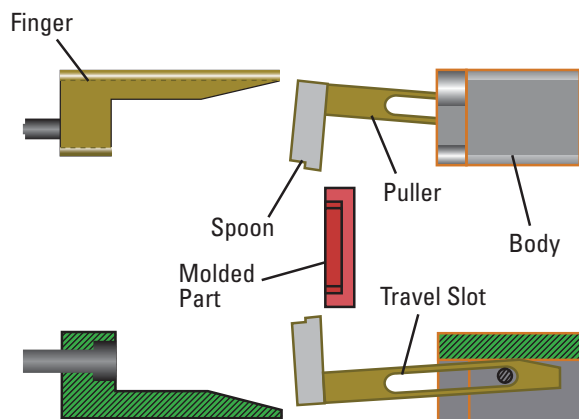 Finger
Puller
Spoon
Body
Molded
Part
Travel Slot